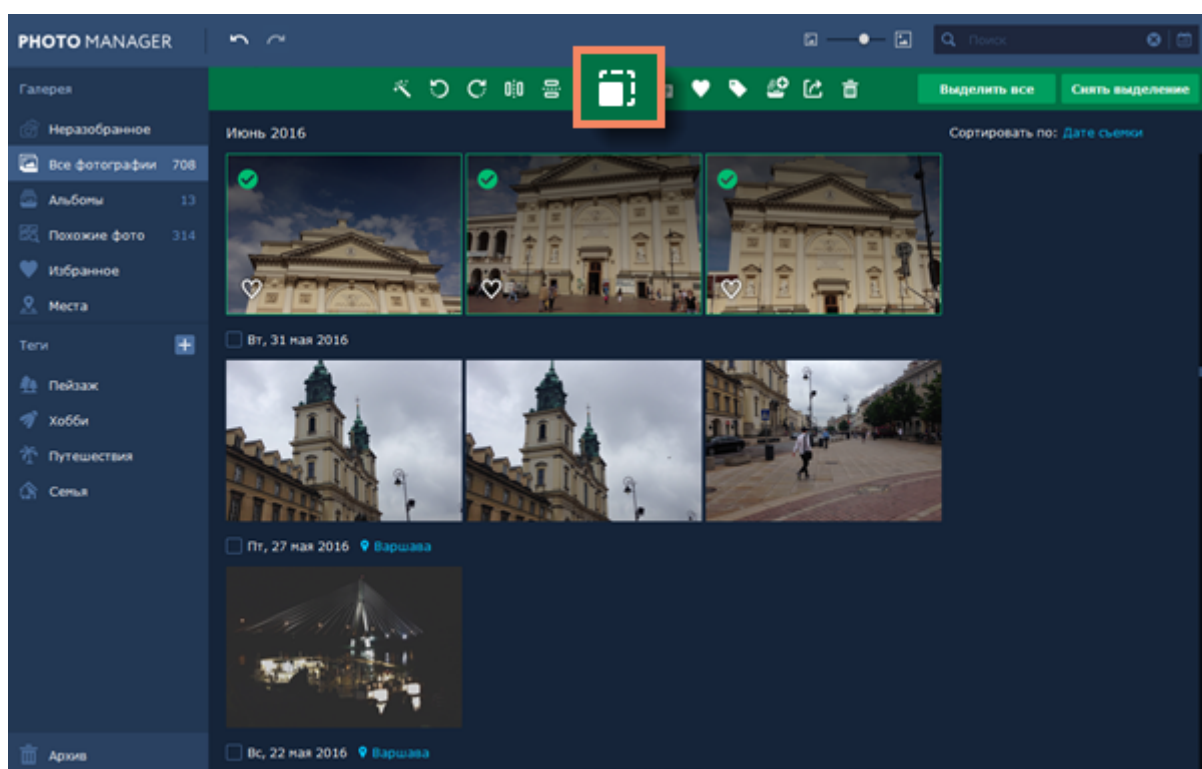 PHOTO MANAGER
Поиск
Галерея
Выделить все
Снять выделение
Неразобранное
Июнь 2016
Сортировать по: Дате съемки
Все фотографии 708
Альбомы 13
Похожие фото 314
Избранное
Места
Теги
Вт, 31 мая 2016
Пейзаж
Хобби
Путешествия
Семья
Пт, 27 мая 2016 Варшава
Архив
Вс, 22 мая 2016 Варшава